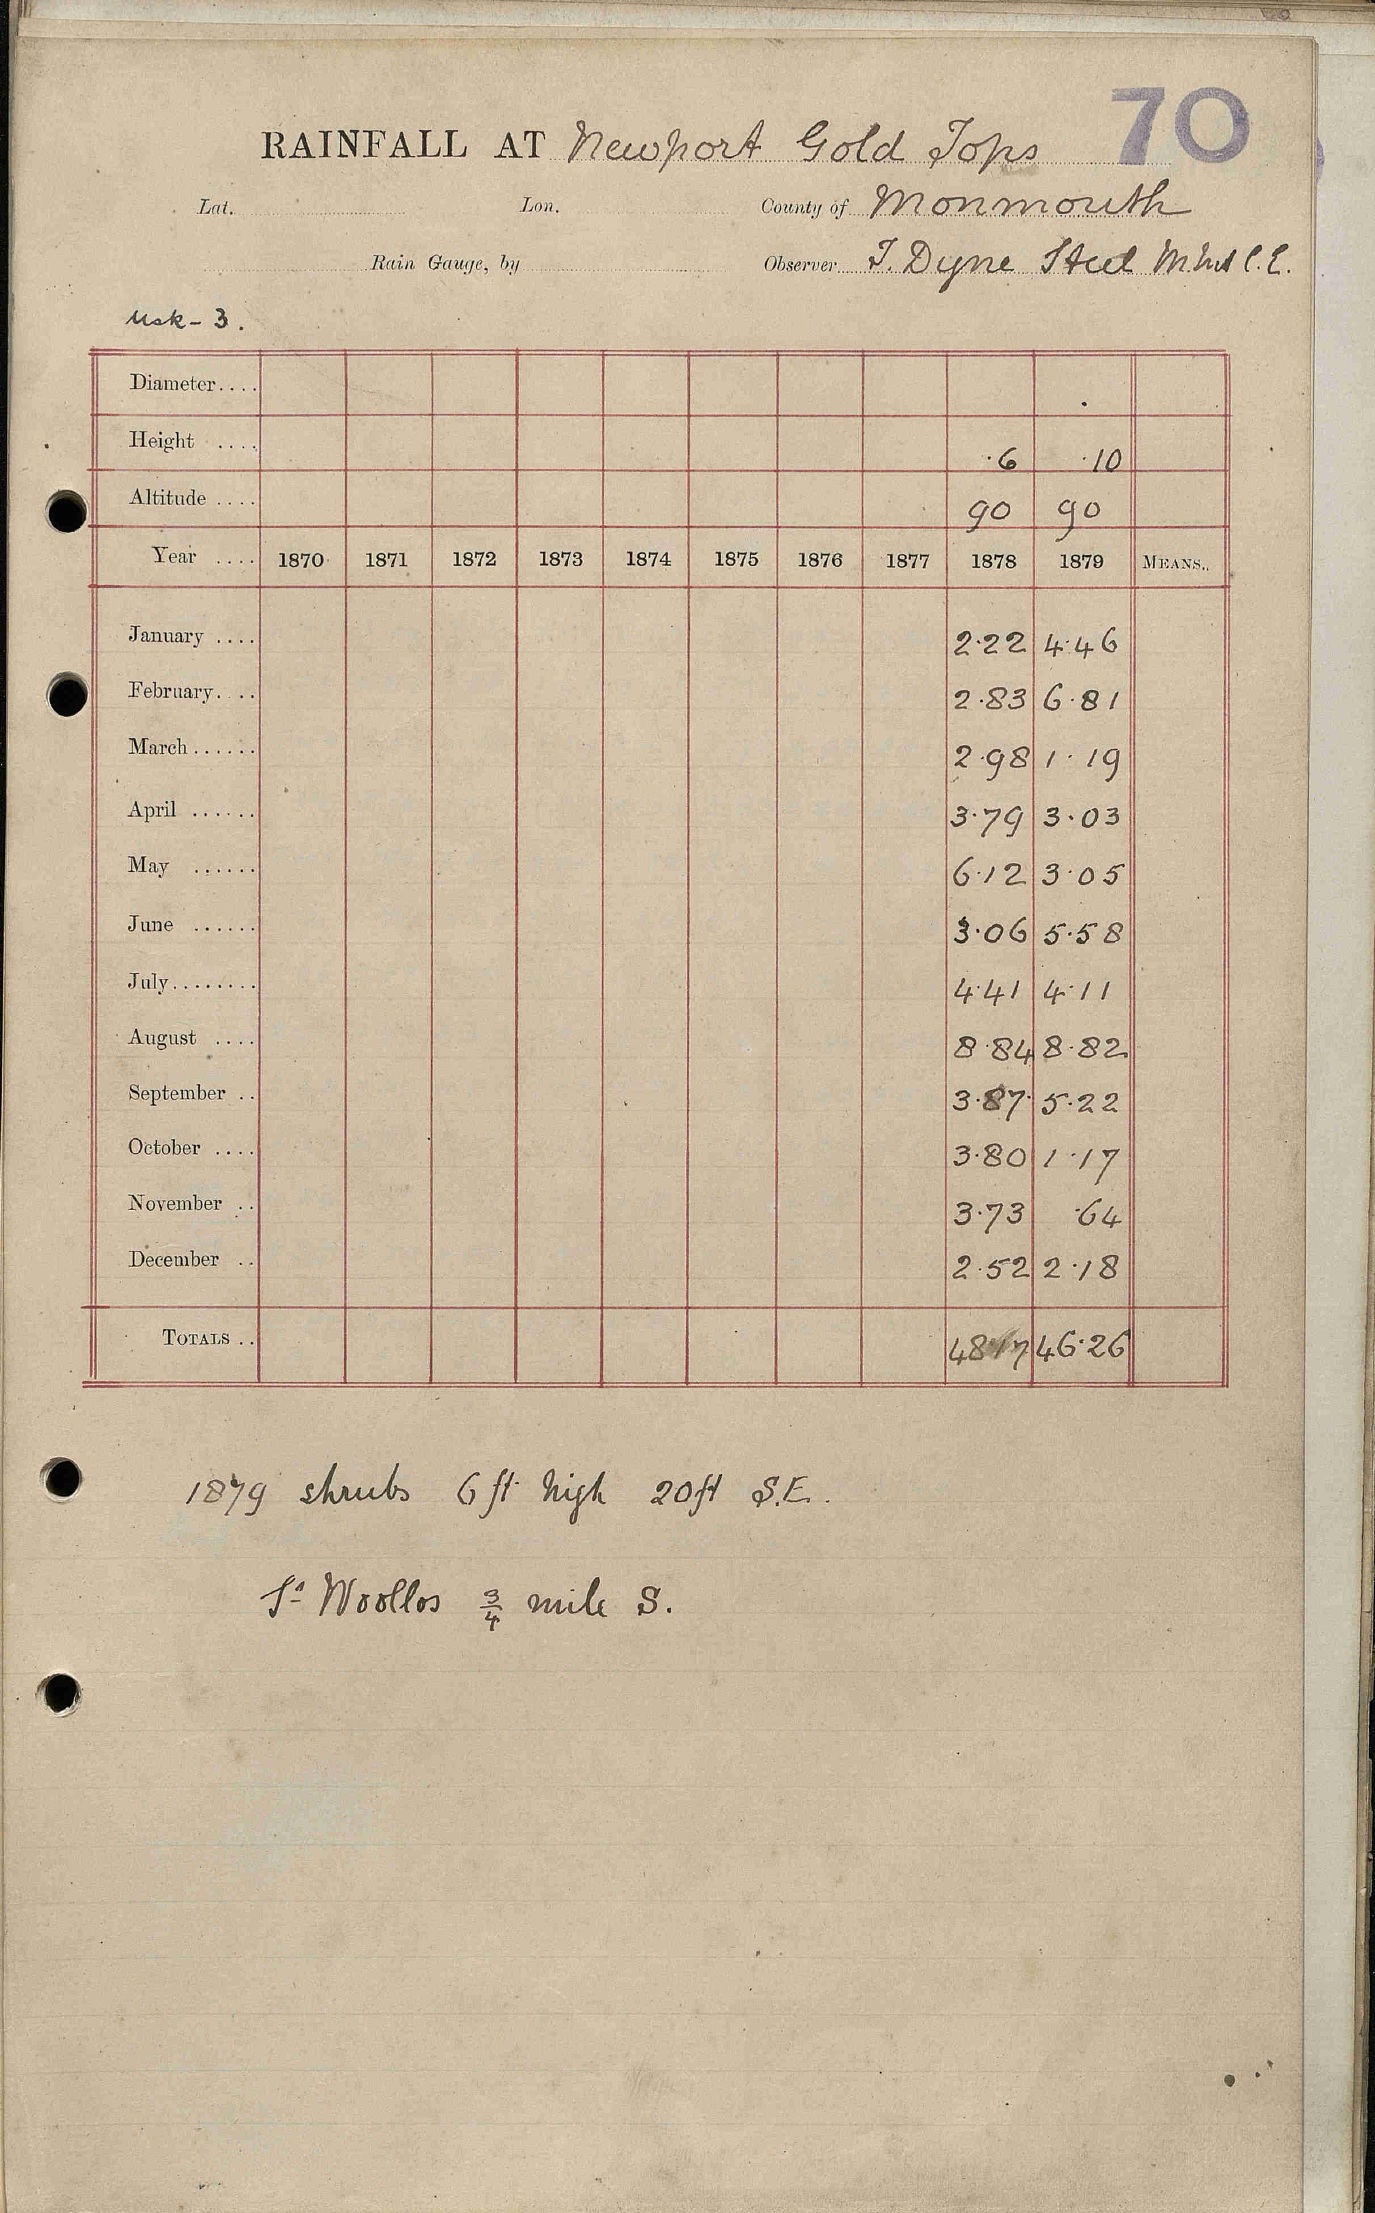 70
RAINFALL AT Newport Gold Tops
Lat. Lon. County of Monmouth
Rain Gauge, by Observer T. Dyne Steel M.Inst C.E.
Usk - 3.
Diameter....
Height .... ·6 ·10
Altitude .... 90 90
Year .... 1870 1871 1872 1873 1874 1875 1876 1877 1878 1879 MEANS..
January .... 2·22 4·46
February.... 2·83 6·81
March...... 2·98 1·19
April ...... 3·79 3·03
May ...... 6·12 3·05
June ...... 3·06 5·58
July........ 4·41 4·11
August .... 8·84 8·82
September .. 3·87 5·22
October .... 3·80 1·17
November .. 3·73 ·64
December .. 2·52 2·18
TOTALS .. 48·17 46·26
1879 shrubs 6 ft high 20ft S.E.
St Woollos 3/4 mile S.